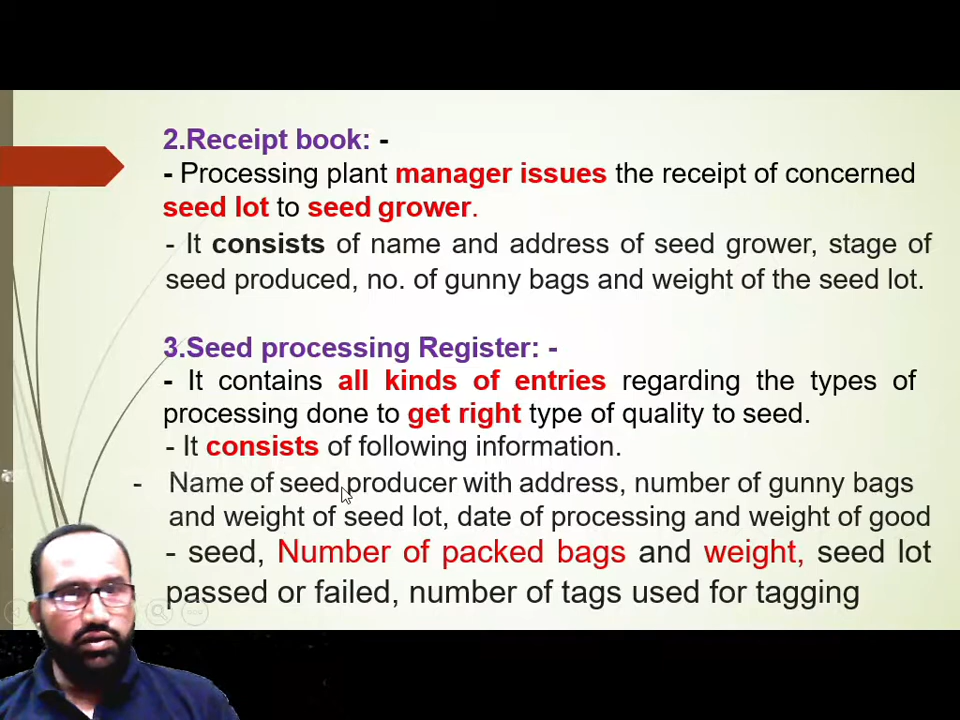 2.Receipt book: -
- Processing plant manager issues the receipt of concerned
seed lot to seed grower.
- It consists of name and address of seed grower, stage of
seed produced, no. of gunny bags and weight of the seed lot.
3.Seed processing Register: -
- It contains all kinds of entries regarding the types of
processing done to get right type of quality to seed.
- It consists of following information.
- Name of seed producer with address, number of gunny bags
and weight of seed lot, date of processing and weight of good
- seed, Number of packed bags and weight, seed lot
passed or failed, number of tags used for tagging